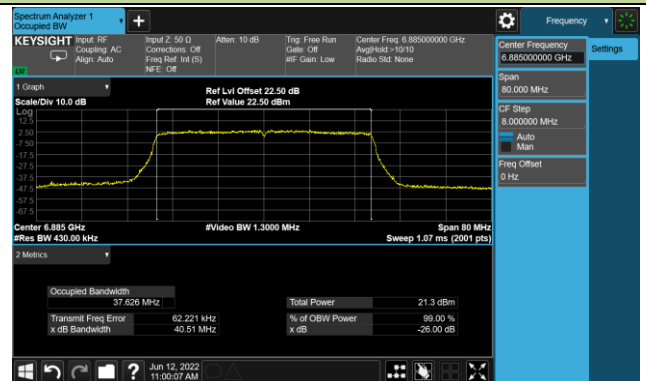 Spectrum Analyzer 1
Occupied BW
Frequency
KEYSIGHT
Input: RF
Coupling: AC
Align: Auto
Input Z: 50 Ω
Corrections: Off
Freq Ref: Int (S)
NFE: Off
Atten: 10 dB
Trig: Free Run
Gate: Off
#IF Gain: Low
Center Freq: 6.885000000 GHz
Avg|Hold:>10/10
Radio Std: None
Center Frequency
6.885000000 GHz
Settings
Span
80.000 MHz
CF Step
8.000000 MHz
Auto
Man
Freq Offset
0 Hz
1 Graph
Scale/Div 10.0 dB
Ref Lvl Offset 22.50 dB
Ref Value 22.50 dBm
Log
12.5
2.50
-7.50
-17.5
-27.5
-37.5
-47.5
-57.5
-67.5
Center 6.885 GHz
#Res BW 430.00 kHz
#Video BW 1.3000 MHz
Span 80 MHz
Sweep 1.07 ms (2001 pts)
2 Metrics
Occupied Bandwidth
37.626 MHz
Total Power 21.3 dBm
Transmit Freq Error 62.221 kHz
% of OBW Power 99.00 %
x dB Bandwidth 40.51 MHz
x dB -26.00 dB
?
Jun 12, 2022
11:00:07 AM